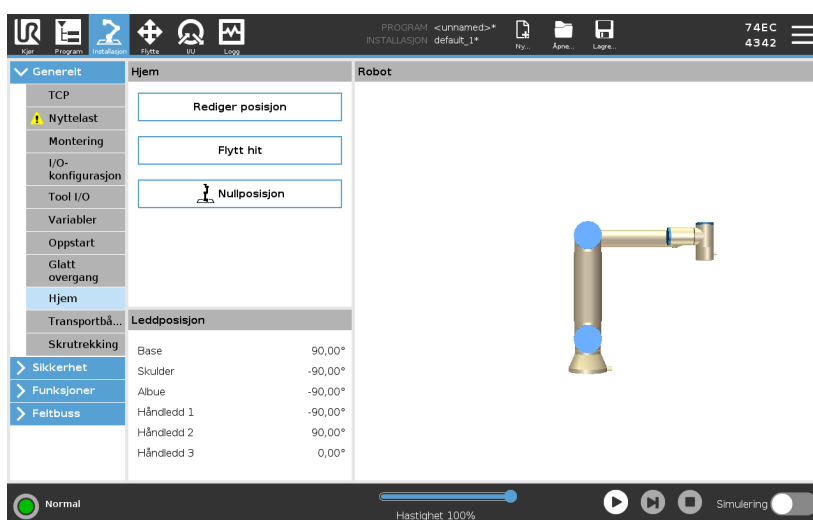 PROGRAM <unnamed>*
INSTALLASJON default_1*
74EC
4342
Kjør
Program
Installasjon
Flytte
I/U
Logg
Ny...
Åpne...
Lagre...
Generelt
TCP
Nyttelast
Montering
I/O-
konfigurasjon
Tool I/O
Variabler
Oppstart
Glatt
overgang
Hjem
Transportbå...
Skrutrekking
Sikkerhet
Funksjoner
Feltbuss
Hjem
Rediger posisjon
Flytt hit
Nullposisjon
Leddposisjon
Base 90,00°
Skulder -90,00°
Albue -90,00°
Håndledd 1 -90,00°
Håndledd 2 90,00°
Håndledd 3 0,00°
Robot
Normal
Hastighet 100%
Simulering